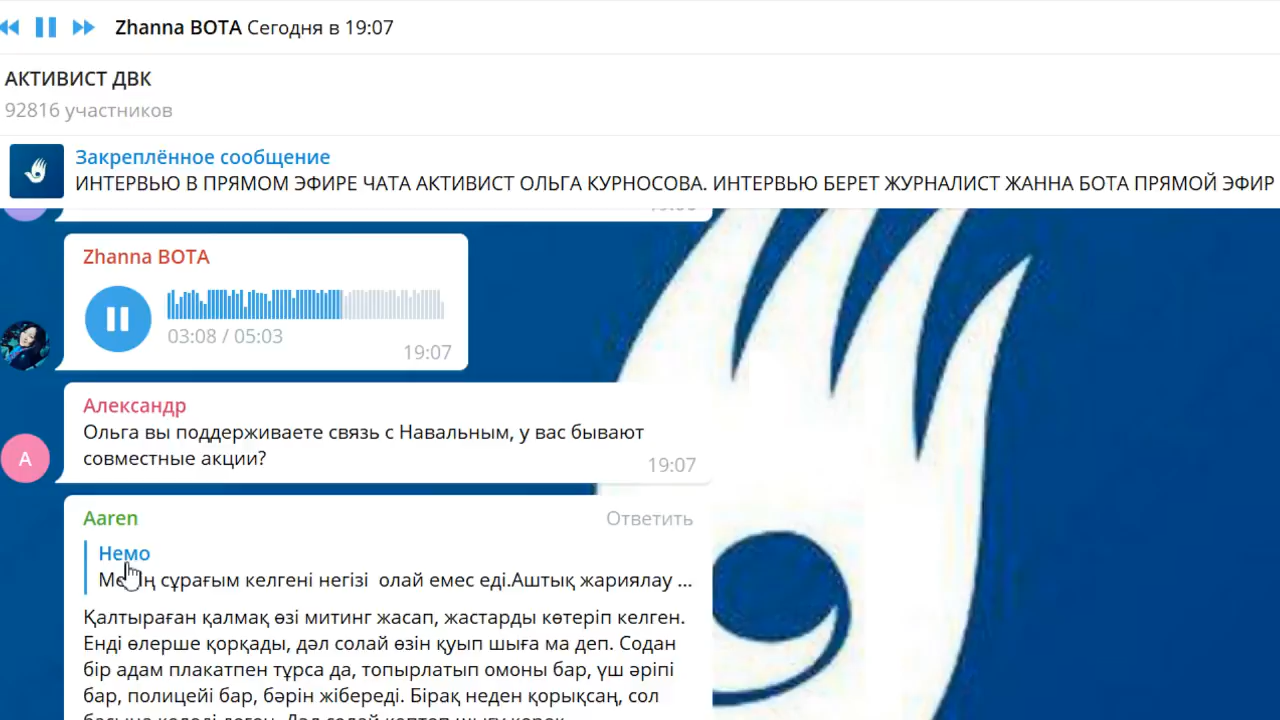 Zhanna BOTA Сегодня в 19:07
АКТИВИСТ ДВК
92816 участников
Закреплённое сообщение
ИНТЕРВЬЮ В ПРЯМОМ ЭФИРЕ ЧАТА АКТИВИСТ ОЛЬГА КУРНОСОВА. ИНТЕРВЬЮ БЕРЕТ ЖУРНАЛИСТ ЖАННА БОТА ПРЯМОЙ ЭФИР
Zhanna BOTA
03:08 / 05:03
19:07
Александр
Ольга вы поддерживаете связь с Навальным, у вас бывают
совместные акции?
19:07
A
Aaren
Ответить
Немо
сұрағым келгені негізі олай емес еді.Аштық жариялау ...
Қалтыраған қалмақ өзі митинг жасап, жастарды көтеріп келген.
Енді өлерше қорқады, дәл солай өзін қуып шыға ма деп. Содан
бір адам плакатпен тұрса да, топырлатып омоны бар, үш әріпі
бар, полицейі бар, бәрін жібереді. Бірақ неден қорықсаң, сол